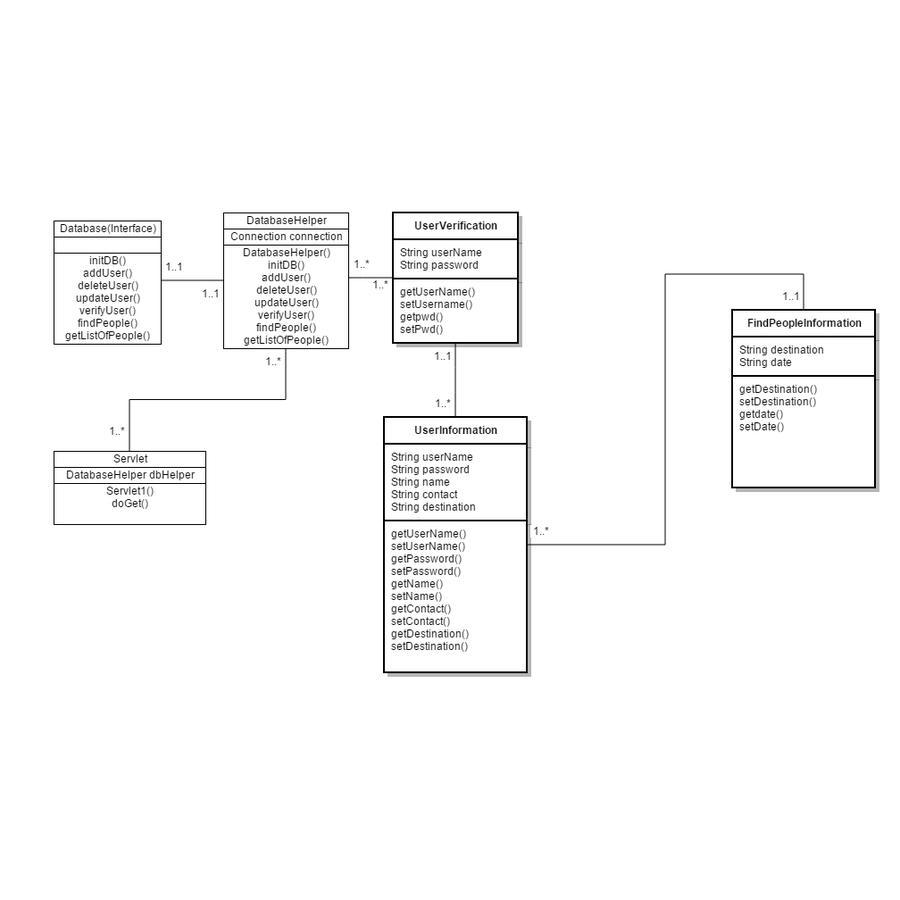 Database(Interface)
initDB()
addUser()
deleteUser()
updateUser()
verifyUser()
findPeople()
getListOfPeople()
1..1
1..1
DatabaseHelper
Connection connection
DatabaseHelper()
initDB()
addUser()
deleteUser()
updateUser()
verifyUser()
findPeople()
getListOfPeople()
1..*
1..*
UserVerification
String userName
String password
getUserName()
setUsername()
getpwd()
setPwd()
1..*
1..*
Servlet
DatabaseHelper dbHelper
Servlet1()
doGet()
1..1
1..*
UserInformation
String userName
String password
String name
String contact
String destination
getUserName()
setUserName()
getPassword()
setPassword()
getName()
setName()
getContact()
setContact()
getDestination()
setDestination()
1..*
1..1
FindPeopleInformation
String destination
String date
getDestination()
setDestination()
getdate()
setDate()